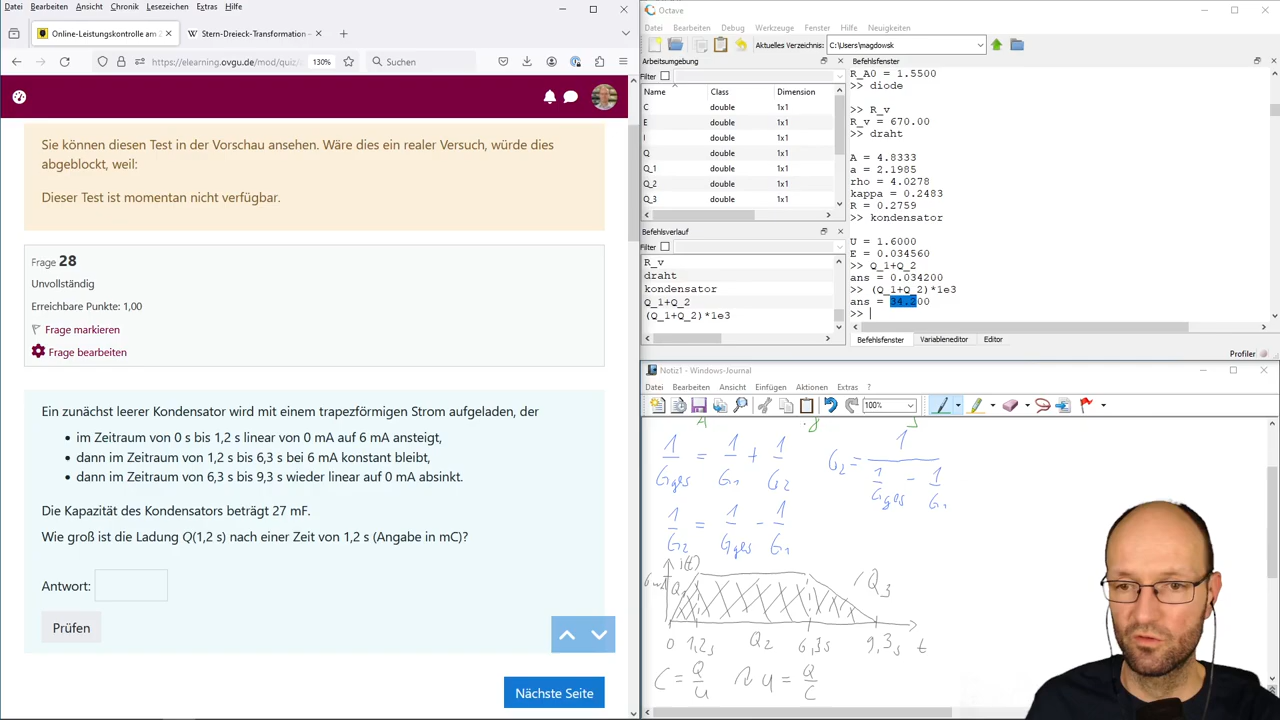 Datei Bearbeiten Ansicht Chronik Lesezeichen Extras Hilfe
Online-Leistungskontrolle am Z
Stern-Dreieck-Transformation –
https://elearning.ovgu.de/mod/quiz/
130%
Suchen
Sie können diesen Test in der Vorschau ansehen. Wäre dies ein realer Versuch, würde dies
abgeblockt, weil:
Dieser Test ist momentan nicht verfügbar.
Frage 28
Unvollständig
Erreichbare Punkte: 1,00
Frage markieren
Frage bearbeiten
Ein zunächst leerer Kondensator wird mit einem trapezförmigen Strom aufgeladen, der
im Zeitraum von 0 s bis 1,2 s linear von 0 mA auf 6 mA ansteigt,
dann im Zeitraum von 1,2 s bis 6,3 s bei 6 mA konstant bleibt,
dann im Zeitraum von 6,3 s bis 9,3 s wieder linear auf 0 mA absinkt.
Die Kapazität des Kondensators beträgt 27 mF.
Wie groß ist die Ladung Q(1,2 s) nach einer Zeit von 1,2 s (Angabe in mC)?
Antwort:
Prüfen
Nächste Seite
Octave
Datei Bearbeiten Debug Werkzeuge Fenster Hilfe Neuigkeiten
Aktuelles Verzeichnis: C:\Users\magdowsk
Arbeitsumgebung
Filter
Name Class Dimension
C double 1x1
E double 1x1
I double 1x1
Q double 1x1
Q_1 double 1x1
Q_2 double 1x1
Q_3 double 1x1
Befehlsverlauf
Filter
R_v
draht
kondensator
Q_1+Q_2
(Q_1+Q_2)*1e3
Befehlsfenster
R_A0 = 1.5500
>> diode
>> R_v
R_v = 670.00
>> draht
A = 4.8333
a = 2.1985
rho = 4.0278
kappa = 0.2483
R = 0.2759
>> kondensator
U = 1.6000
E = 0.034560
>> Q_1+Q_2
ans = 0.034200
>> (Q_1+Q_2)*1e3
ans = 34.200
>>
Befehlsfenster Variableneditor Editor
Profiler
Notiz1 - Windows-Journal
Datei Bearbeiten Ansicht Einfügen Aktionen Extras ?
100%
1/Gges = 1/G1 + 1/G2
G2 = 1/(1/Gges - 1/G1)
1/G2 = 1/Gges - 1/G1
i(t)
Q3
0 1,2s Q2 6,3s 9,3s t
C = Q/U
U = Q/C